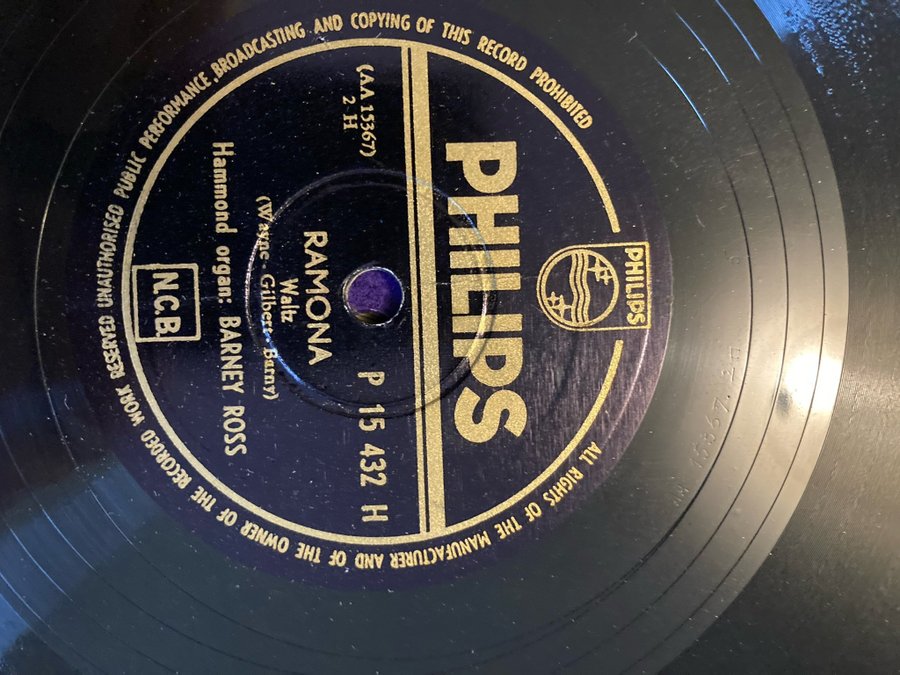 PHILIPS
PHILIPS
(AA 15367)
2 H
P 15 432 H
RAMONA
Waltz
(Wayne - Gilbert - Barny)
Hammond organ: BARNEY ROSS
N.C.B.
ALL RIGHTS OF THE MANUFACTURER AND OF THE OWNER OF THE RECORDED WORK RESERVED UNAUTHORISED PUBLIC PERFORMANCE, BROADCASTING AND COPYING OF THIS RECORD PROHIBITED